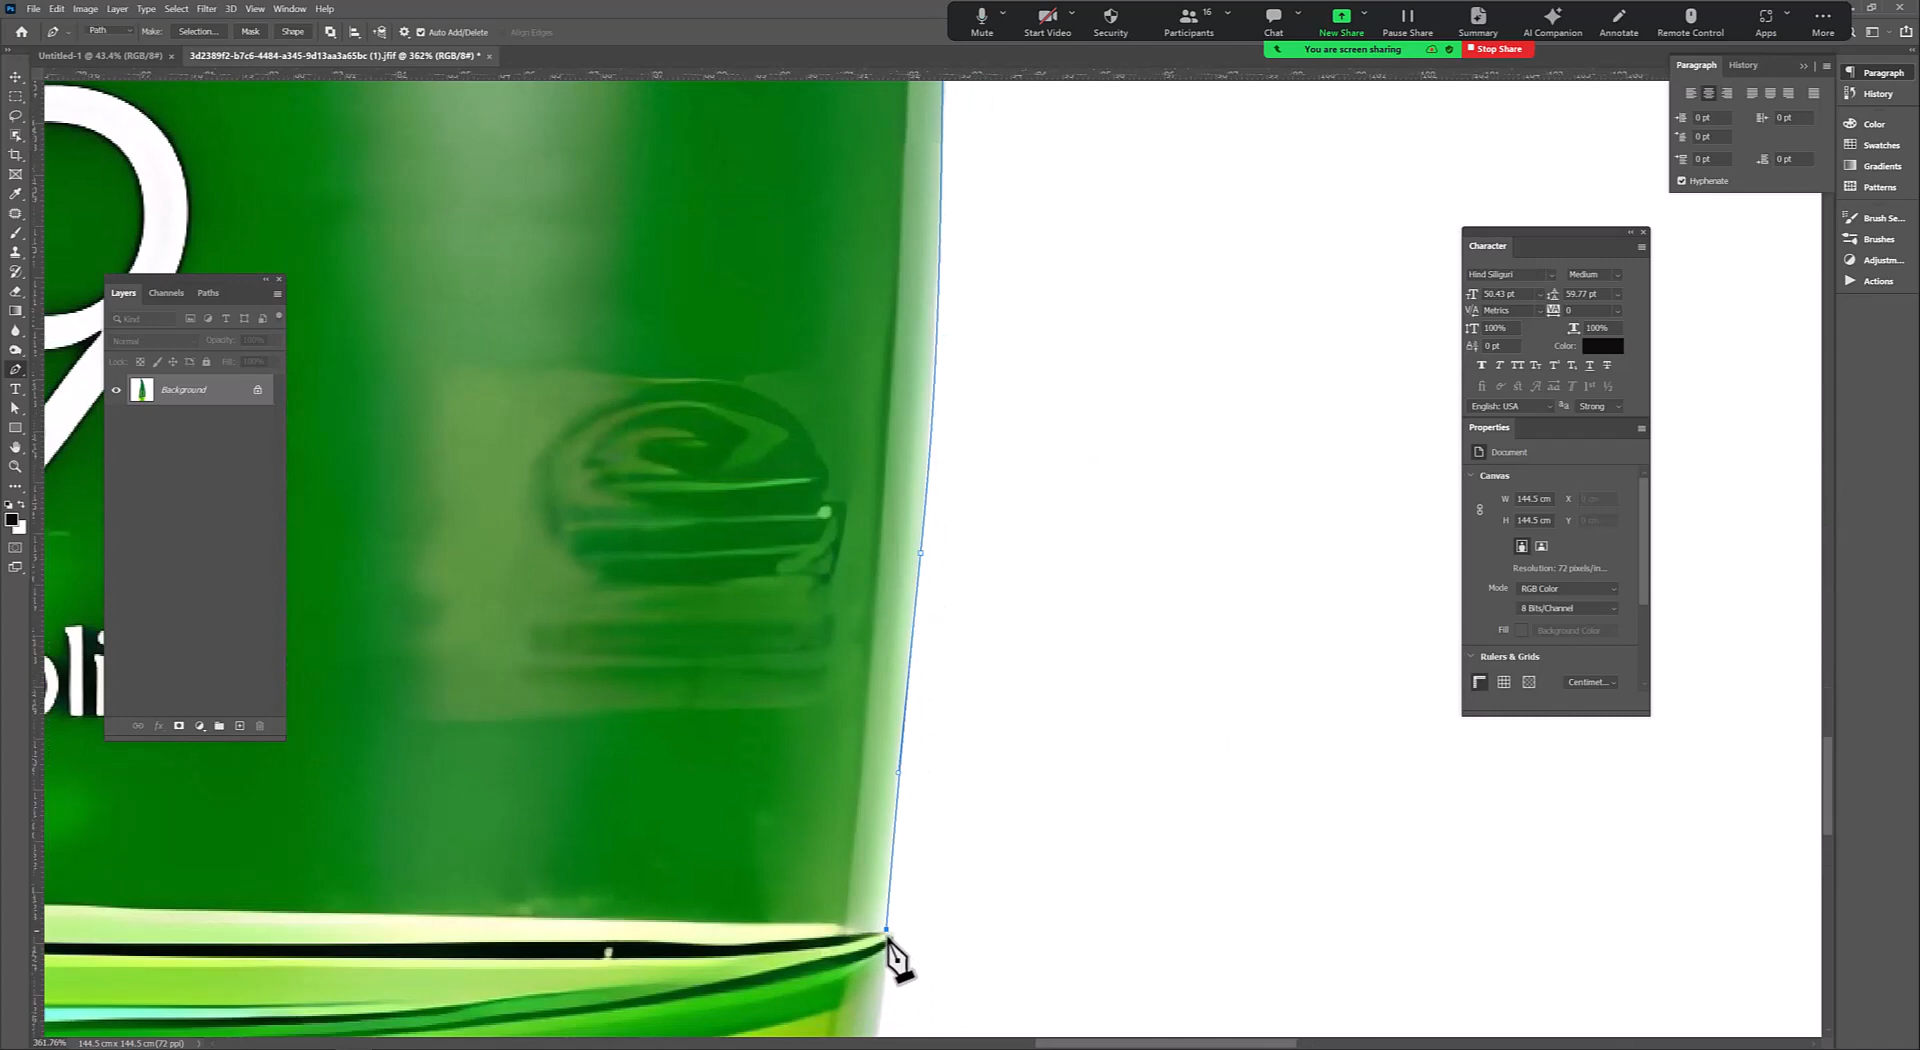 File Edit Image Layer Type Select Filter 3D View Window Help
Path Make: Selection... Mask Shape Auto Add/Delete Align Edges
Mute Start Video Security Participants 16 Chat New Share Pause Share Summary AI Companion Annotate Remote Control Apps More
You are screen sharing Stop Share
Untitled-1 @ 43.4% (RGB/8#) × 3d2389f2-b7c6-4484-a345-9d13aa3a65bc (1).jfif @ 362% (RGB/8#) * ×
Paragraph History
0 pt 0 pt
0 pt
0 pt 0 pt
Hyphenate
Paragraph
History
Color
Swatches
Gradients
Patterns
Brush Se...
Brushes
Adjustm...
Actions
Layers Channels Paths
Kind
Normal Opacity: 100%
Lock: Fill: 100%
Background
Character
Hind Siliguri Medium
50.43 pt 59.77 pt
Metrics 0
100% 100%
0 pt Color:
English: USA Strong
Properties
Document
Canvas
W 144.5 cm X 0 cm
H 144.5 cm Y 0 cm
Resolution: 72 pixels/in...
Mode RGB Color
8 Bits/Channel
Fill Background Color
Rulers & Grids
Centimet...
oli
361.76% 144.5 cm x 144.5 cm (72 ppi)